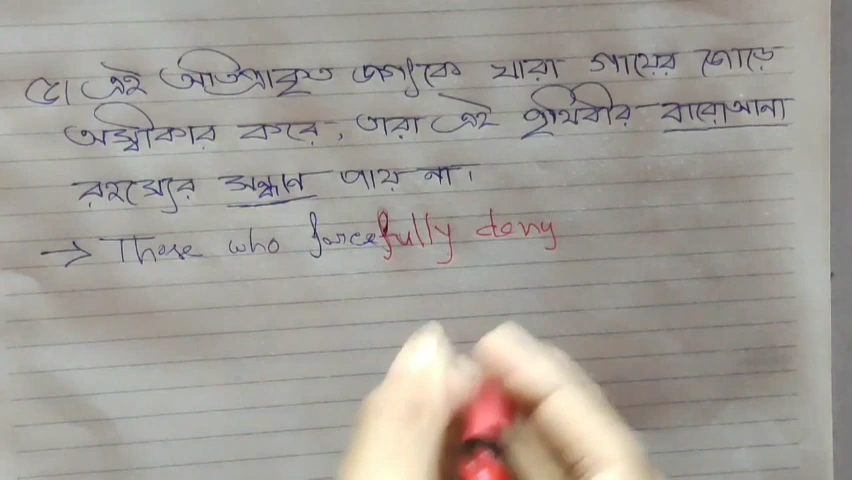 ৫। এই অতিপ্রাকৃত জগৎকে যারা গায়ের জোড়ে
অস্বীকার করে, তারা এই পৃথিবীর বারোআনা
রহস্যের সন্ধান পায় না।
→ Those who forcefully deny